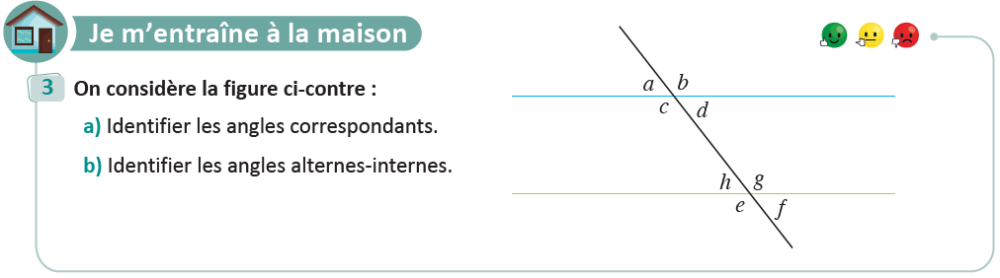 Je m'entraîne à la maison
3 On considère la figure ci-contre :
a) Identifier les angles correspondants.
b) Identifier les angles alternes-internes.
a b
c d
h g
e f